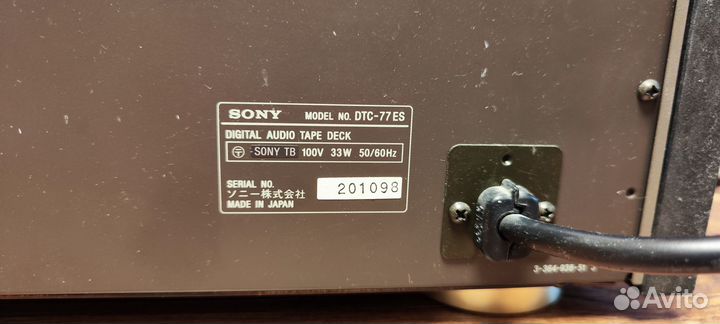 SONY MODEL NO. DTC-77ES
DIGITAL AUDIO TAPE DECK
SONY TB 100V 33W 50/60Hz
SERIAL NO. 201098
ソニー株式会社
MADE IN JAPAN
Avito